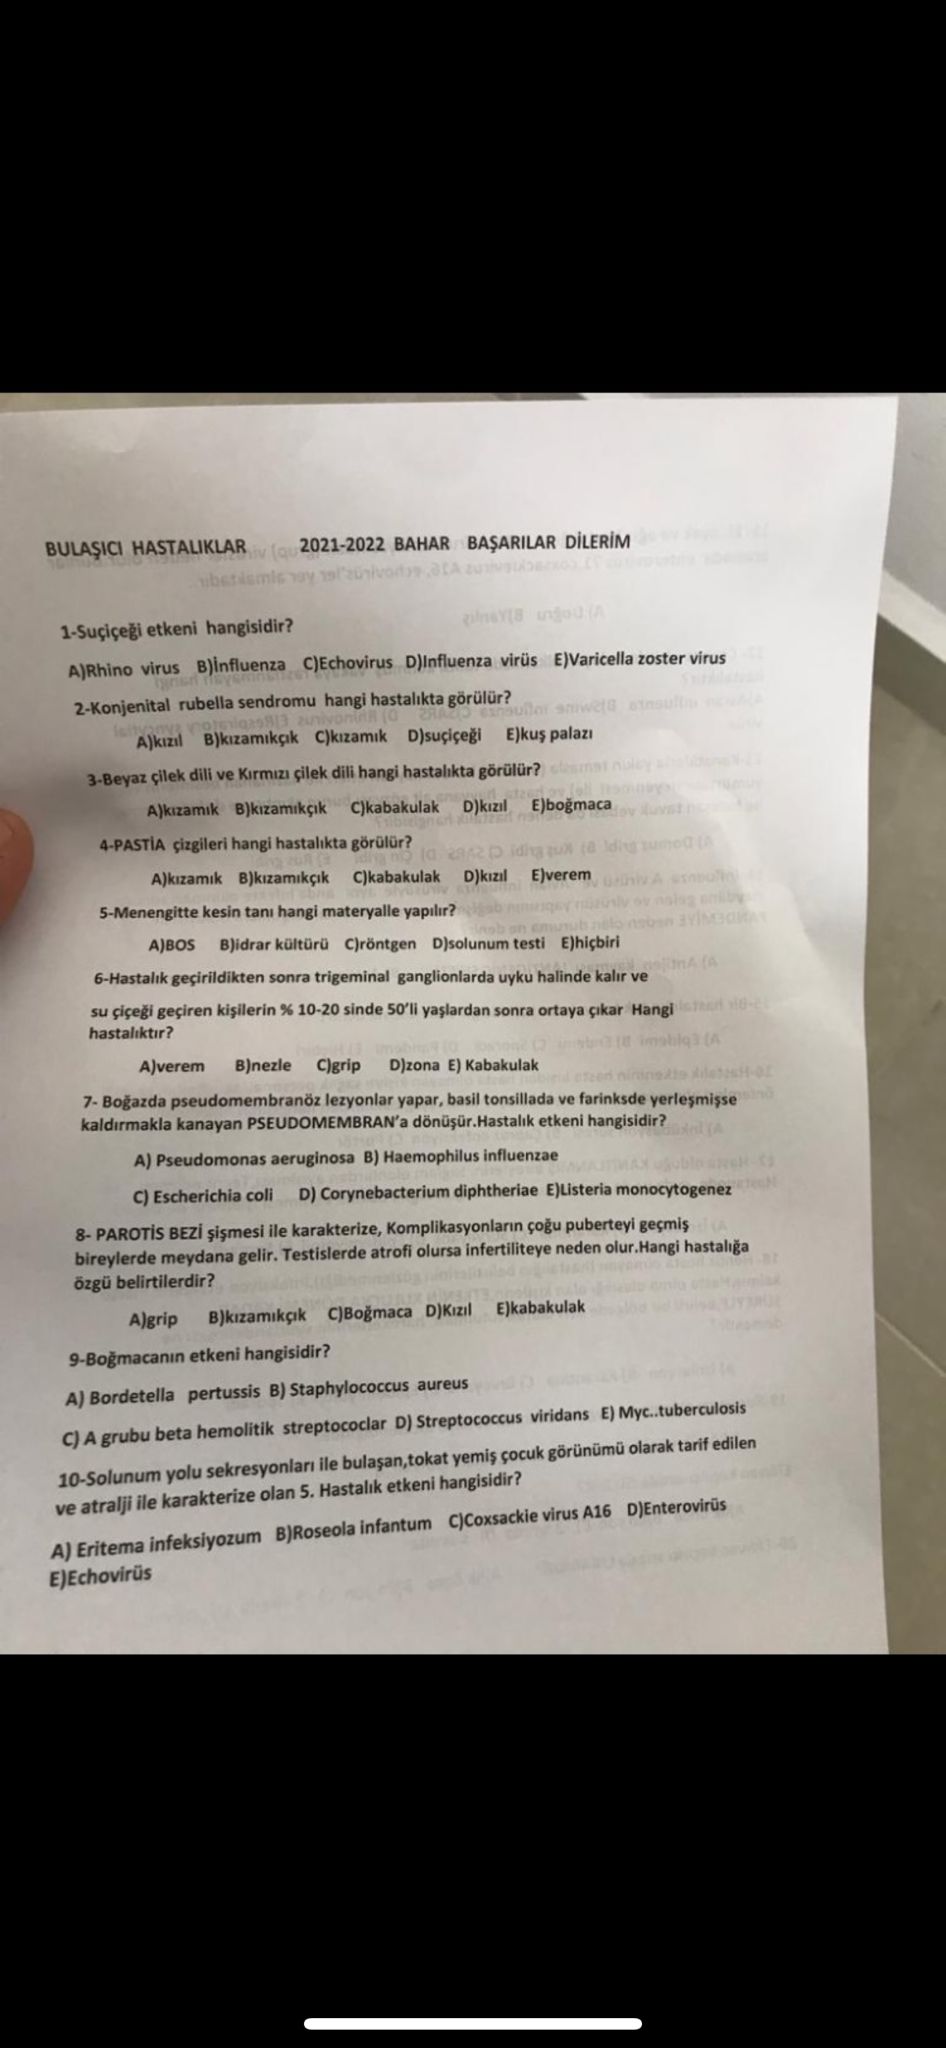 BULAŞICI HASTALIKLAR 2021-2022 BAHAR BAŞARILAR DİLERİM
1-Suçiçeği etkeni hangisidir?
A)Rhino virus B)İnfluenza C)Echovirus D)Influenza virüs E)Varicella zoster virus
2-Konjenital rubella sendromu hangi hastalıkta görülür?
A)kızıl B)kızamıkçık C)kızamık D)suçiçeği E)kuş palazı
3-Beyaz çilek dili ve Kırmızı çilek dili hangi hastalıkta görülür?
A)kızamık B)kızamıkçık C)kabakulak D)kızıl E)boğmaca
4-PASTİA çizgileri hangi hastalıkta görülür?
A)kızamık B)kızamıkçık C)kabakulak D)kızıl E)verem
5-Menengitte kesin tanı hangi materyalle yapılır?
A)BOS B)idrar kültürü C)röntgen D)solunum testi E)hiçbiri
6-Hastalık geçirildikten sonra trigeminal ganglionlarda uyku halinde kalır ve
su çiçeği geçiren kişilerin % 10-20 sinde 50'li yaşlardan sonra ortaya çıkar Hangi
hastalıktır?
A)verem B)nezle C)grip D)zona E) Kabakulak
7- Boğazda pseudomembranöz lezyonlar yapar, basil tonsillada ve farinksde yerleşmişse
kaldırmakla kanayan PSEUDOMEMBRAN'a dönüşür.Hastalık etkeni hangisidir?
A) Pseudomonas aeruginosa B) Haemophilus influenzae
C) Escherichia coli D) Corynebacterium diphtheriae E)Listeria monocytogenez
8- PAROTİS BEZİ şişmesi ile karakterize, Komplikasyonların çoğu puberteyi geçmiş
bireylerde meydana gelir. Testislerde atrofi olursa infertiliteye neden olur.Hangi hastalığa
özgü belirtilerdir?
A)grip B)kızamıkçık C)Boğmaca D)Kızıl E)kabakulak
9-Boğmacanın etkeni hangisidir?
A) Bordetella pertussis B) Staphylococcus aureus
C) A grubu beta hemolitik streptococlar D) Streptococcus viridans E) Myc..tuberculosis
10-Solunum yolu sekresyonları ile bulaşan,tokat yemiş çocuk görünümü olarak tarif edilen
ve atralji ile karakterize olan 5. Hastalık etkeni hangisidir?
A) Eritema infeksiyozum B)Roseola infantum C)Coxsackie virus A16 D)Enterovirüs
E)Echovirüs